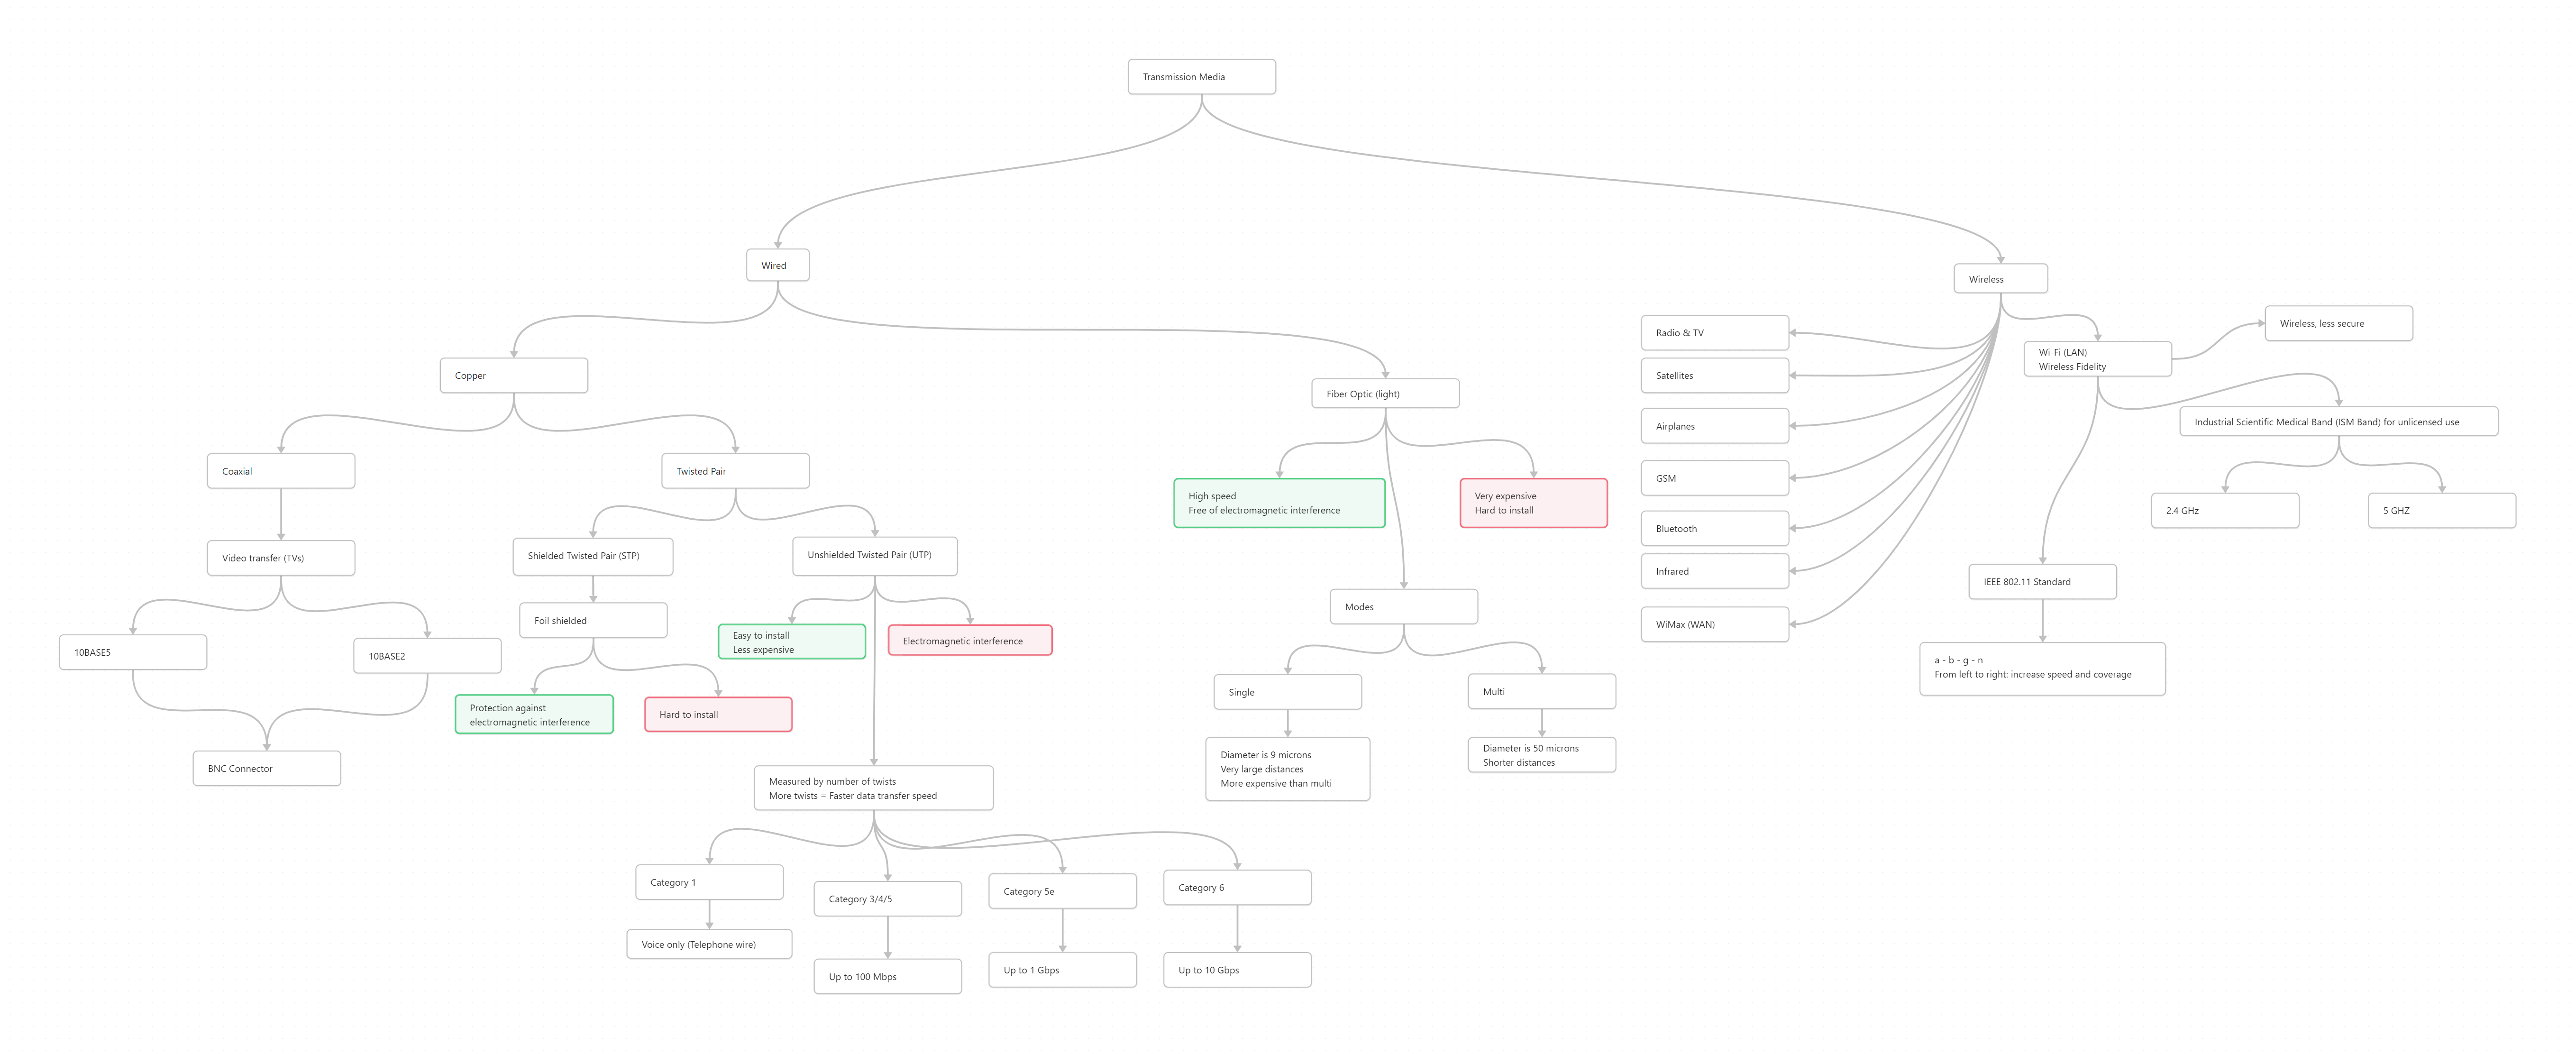 Transmission Media
Wired
Wireless
Copper
Fiber Optic (light)
Coaxial
Twisted Pair
Video transfer (TVs)
10BASE5
10BASE2
BNC Connector
Shielded Twisted Pair (STP)
Foil shielded
Protection against
electromagnetic interference
Hard to install
Unshielded Twisted Pair (UTP)
Easy to install
Less expensive
Electromagnetic interference
Measured by number of twists
More twists = Faster data transfer speed
Category 1
Voice only (Telephone wire)
Category 3/4/5
Up to 100 Mbps
Category 5e
Up to 1 Gbps
Category 6
Up to 10 Gbps
High speed
Free of electromagnetic interference
Very expensive
Hard to install
Modes
Single
Diameter is 9 microns
Very large distances
More expensive than multi
Multi
Diameter is 50 microns
Shorter distances
Radio & TV
Satellites
Airplanes
GSM
Bluetooth
Infrared
WiMax (WAN)
Wi-Fi (LAN)
Wireless Fidelity
Wireless, less secure
Industrial Scientific Medical Band (ISM Band) for unlicensed use
2.4 GHz
5 GHZ
IEEE 802.11 Standard
a - b - g - n
From left to right: increase speed and coverage